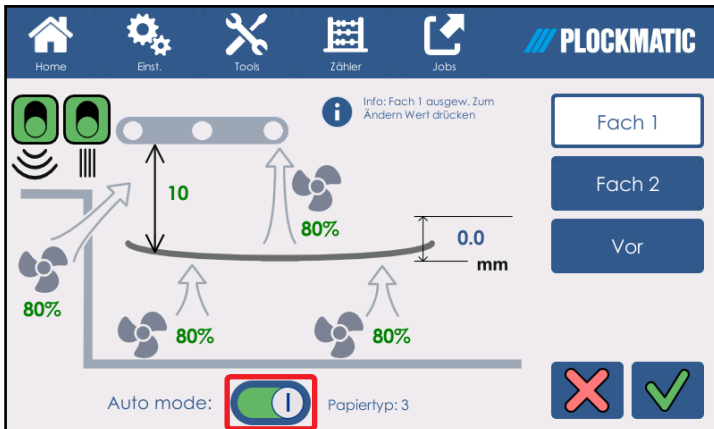 Home
Einst.
Tools
Zähler
Jobs
PLOCKMATIC
Info: Fach 1 ausgew. Zum
Ändern Wert drücken
Fach 1
Fach 2
Vor
10
80%
0.0
mm
80%
80%
80%
Auto mode:
Papiertyp: 3